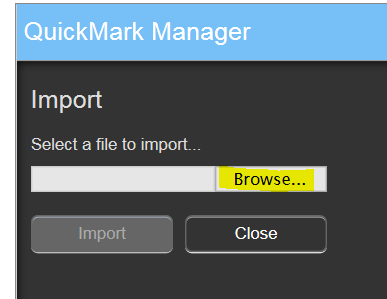 QuickMark Manager
Import
Select a file to import...
Browse...
Import Close